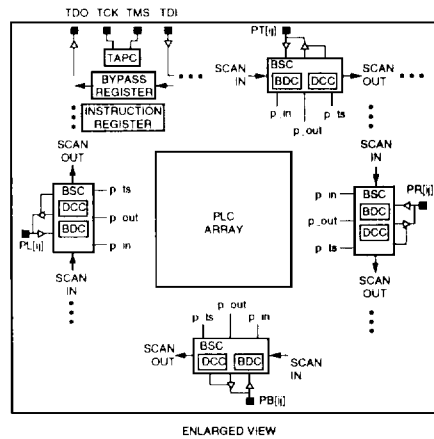 TDO TCK TMS TDI
PT[ij]
TAPC
BYPASS
REGISTER
INSTRUCTION
REGISTER
SCAN
IN
BSC
BDC
DCC
SCAN
OUT
p_in
p_out
p_ts
SCAN
OUT
BSC
DCC
BDC
p_ts
p_out
p_in
PL[ij]
SCAN
IN
PLC
ARRAY
SCAN
IN
p_in
p_out
p_ts
BSC
BDC
DCC
PR[ij]
SCAN
OUT
p_ts
p_out
p_in
SCAN
OUT
BSC
DCC
BDC
SCAN
IN
PB[ij]
ENLARGED VIEW